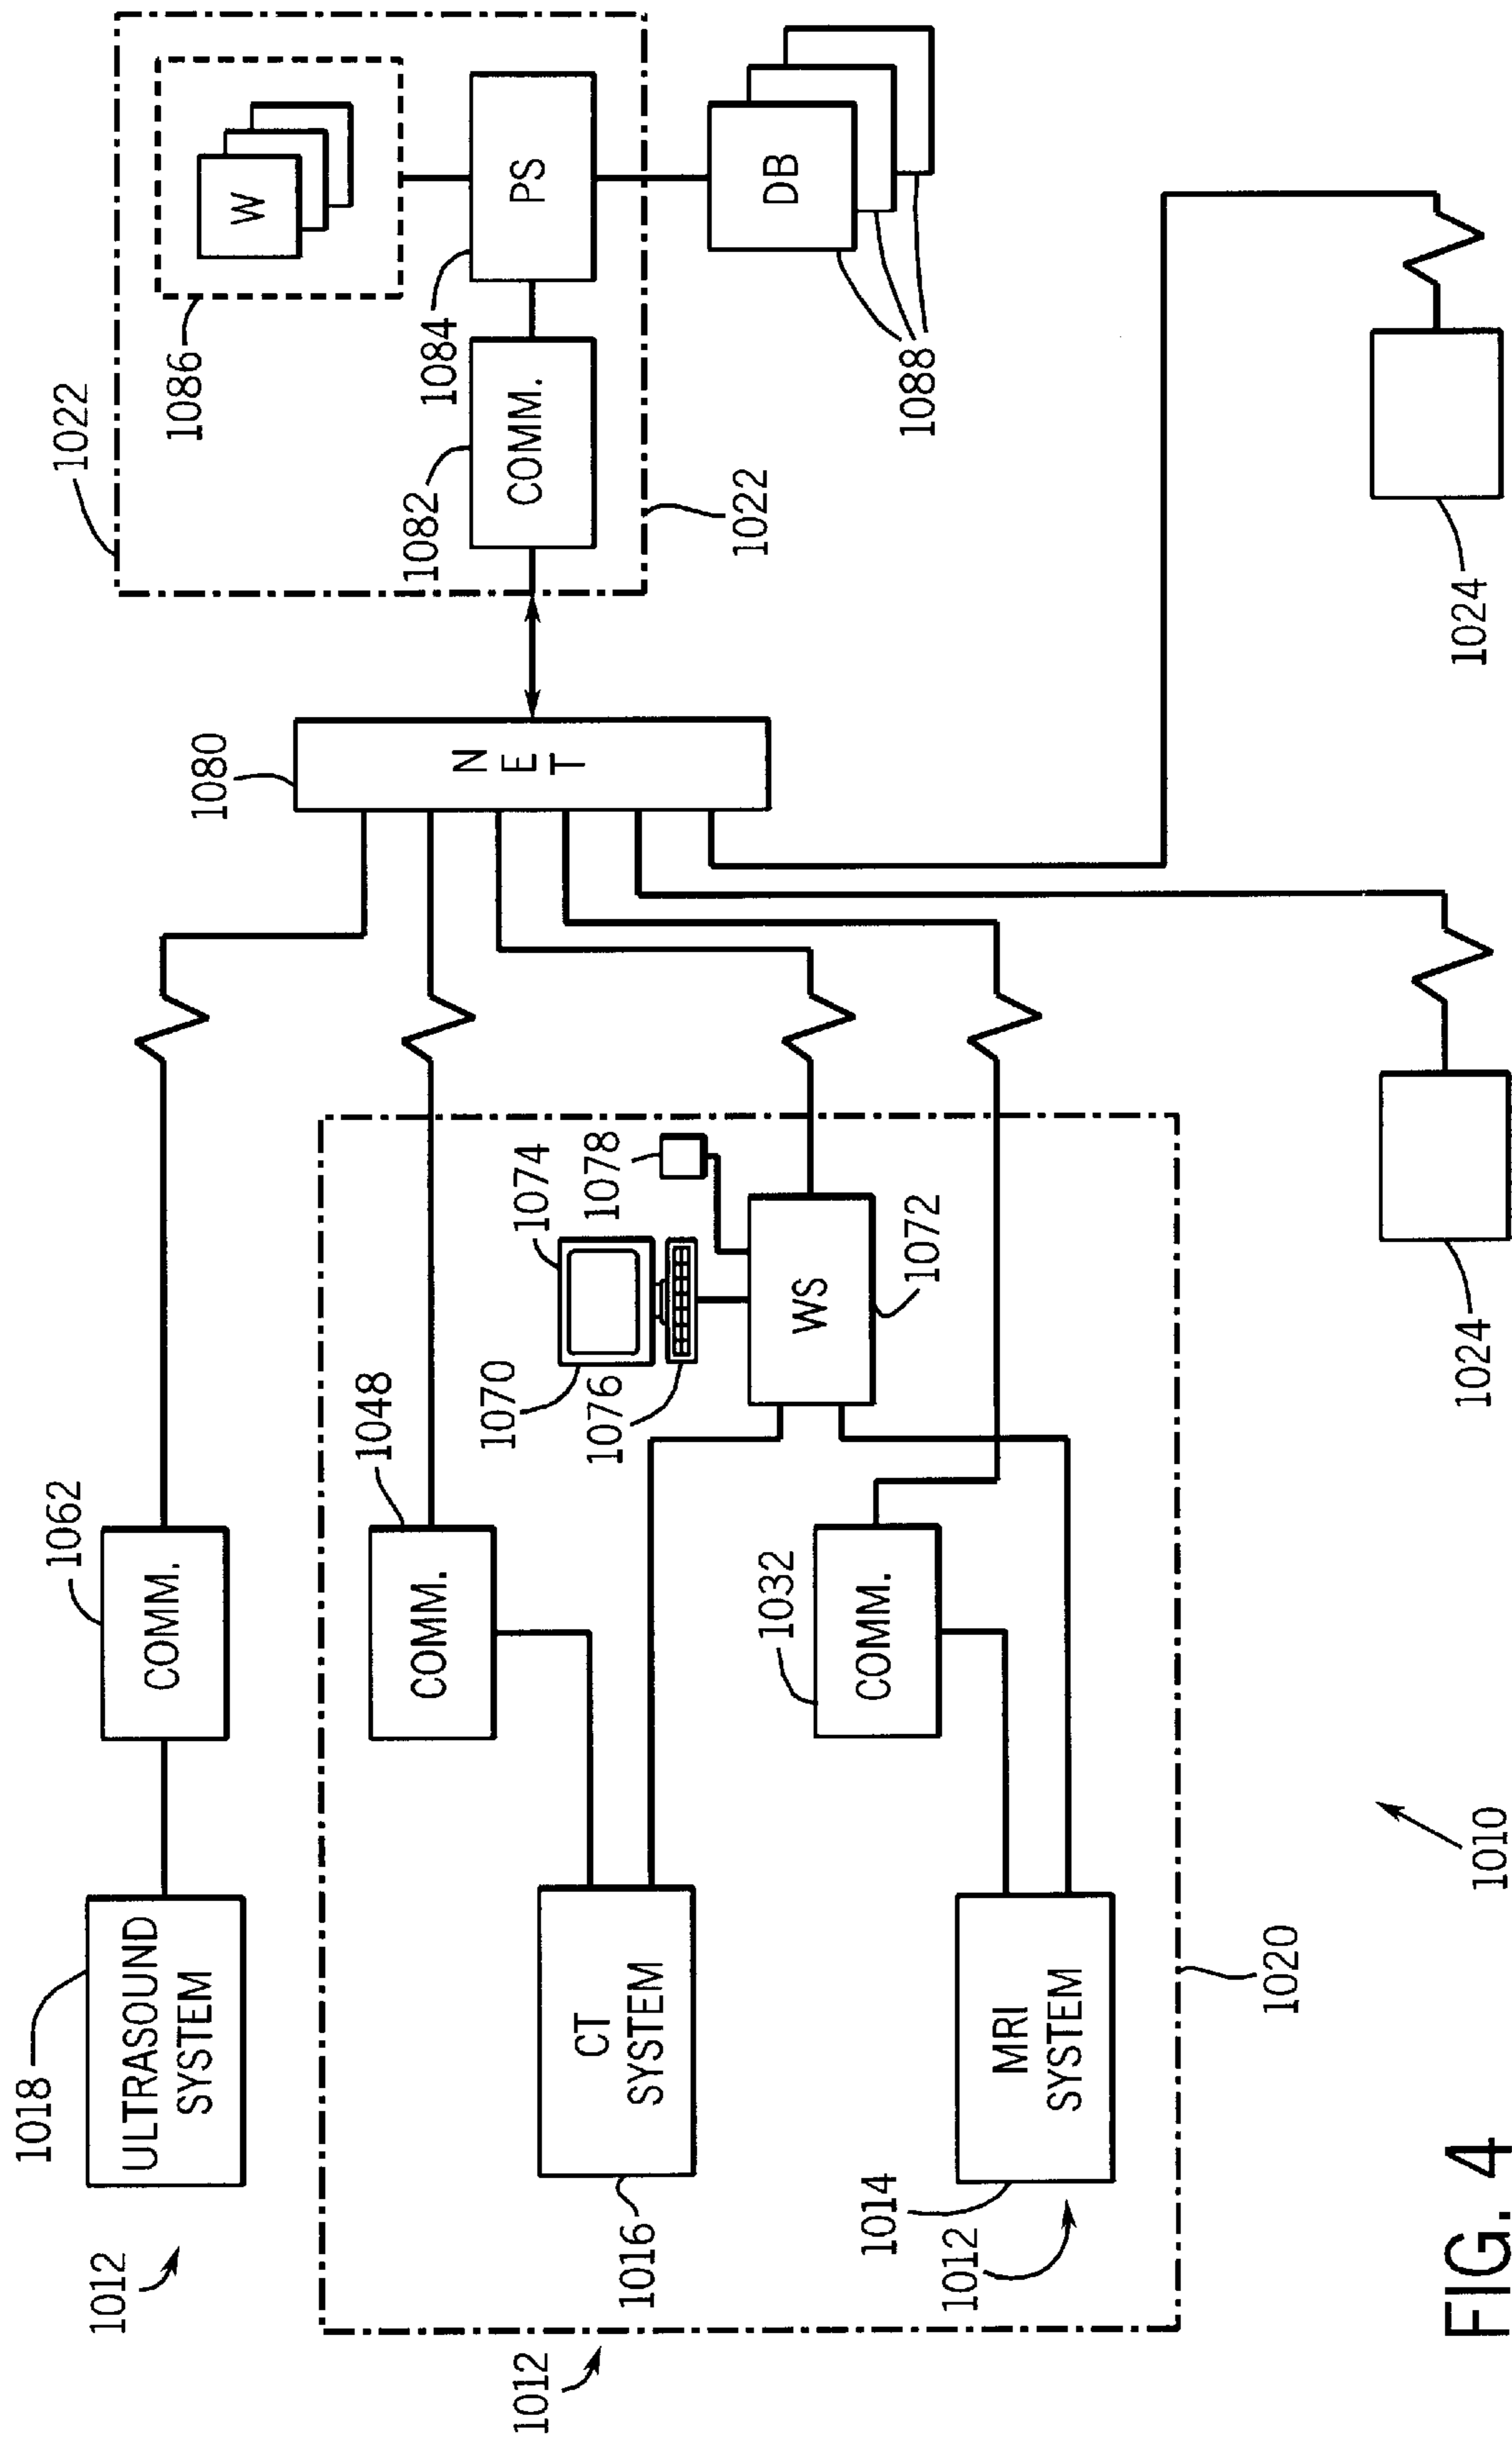 1018
ULTRASOUND
SYSTEM
1012
1062
COMM.
1048
COMM.
1070
1074
1076
1078
WS
1072
1032
COMM.
CT
SYSTEM
1016
MRI
SYSTEM
1014
1012
1012
1020
1080
N
E
T
1022
1086
W
1084
PS
1082
COMM.
1022
DB
1088
1024
1024
1010
FIG. 4